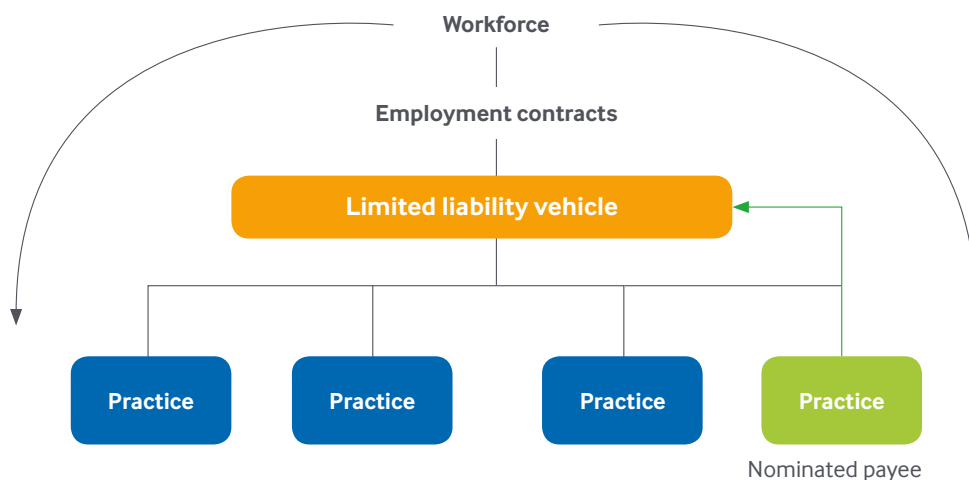 Workforce
Employment contracts
Limited liability vehicle
Practice
Practice
Practice
Practice
Nominated payee